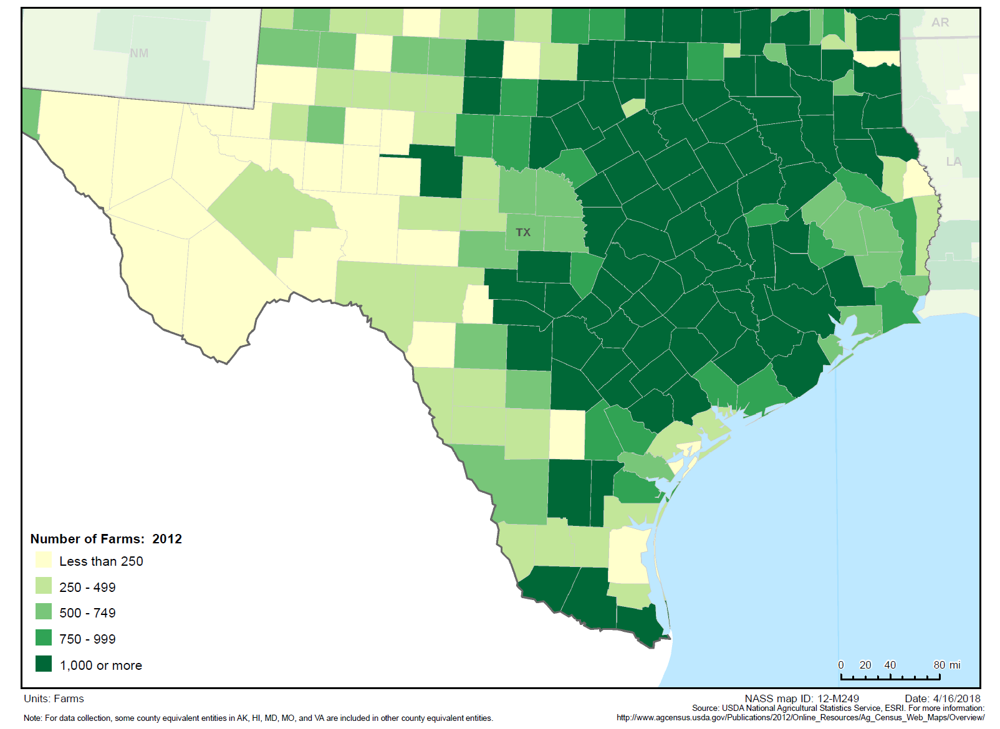 NM
AR
LA
TX
Number of Farms: 2012
Less than 250
250 - 499
500 - 749
750 - 999
1,000 or more
0 20 40 80 mi
Units: Farms
NASS map ID: 12-M249 Date: 4/16/2018
Source: USDA National Agricultural Statistics Service, ESRI. For more information:
Note: For data collection, some county equivalent entities in AK, HI, MD, MO, and VA are included in other county equivalent entities.
http://www.agcensus.usda.gov/Publications/2012/Online_Resources/Ag_Census_Web_Maps/Overview/